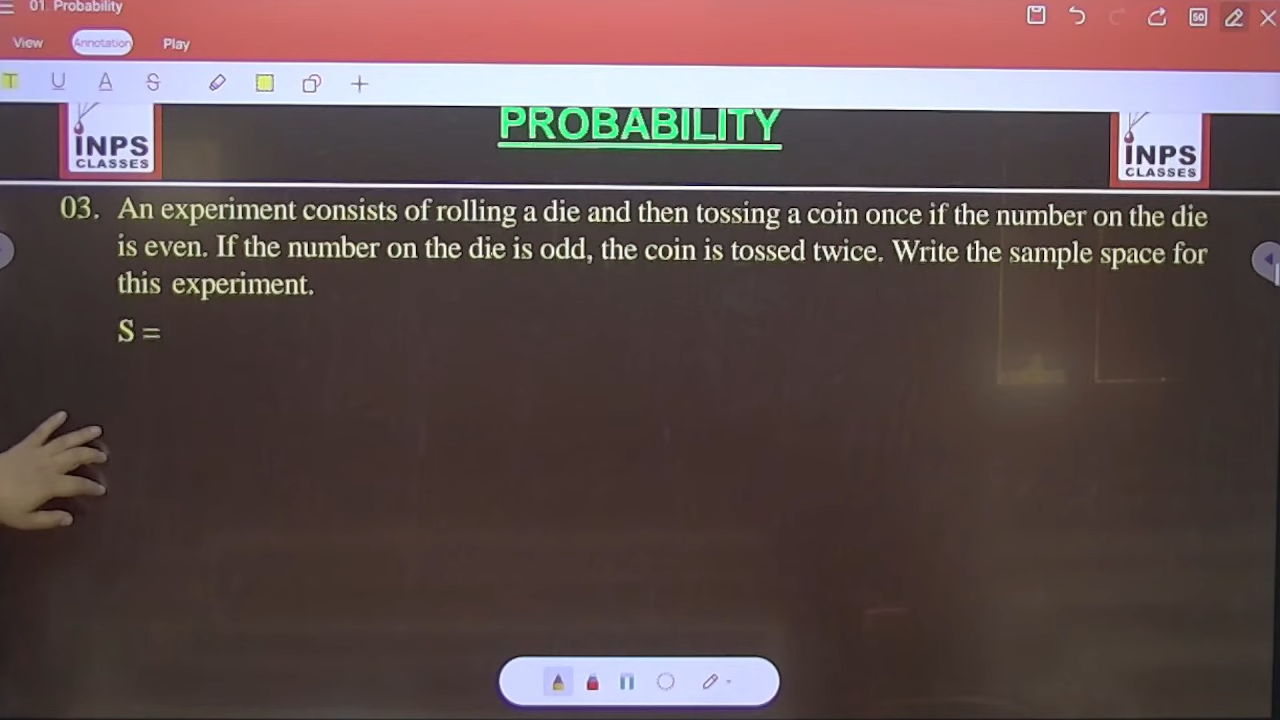 01. Probability
50
View
Annotation
Play
T U A S
PROBABILITY
INPS
CLASSES
INPS
CLASSES
03. An experiment consists of rolling a die and then tossing a coin once if the number on the die
is even. If the number on the die is odd, the coin is tossed twice. Write the sample space for
this experiment.
S =